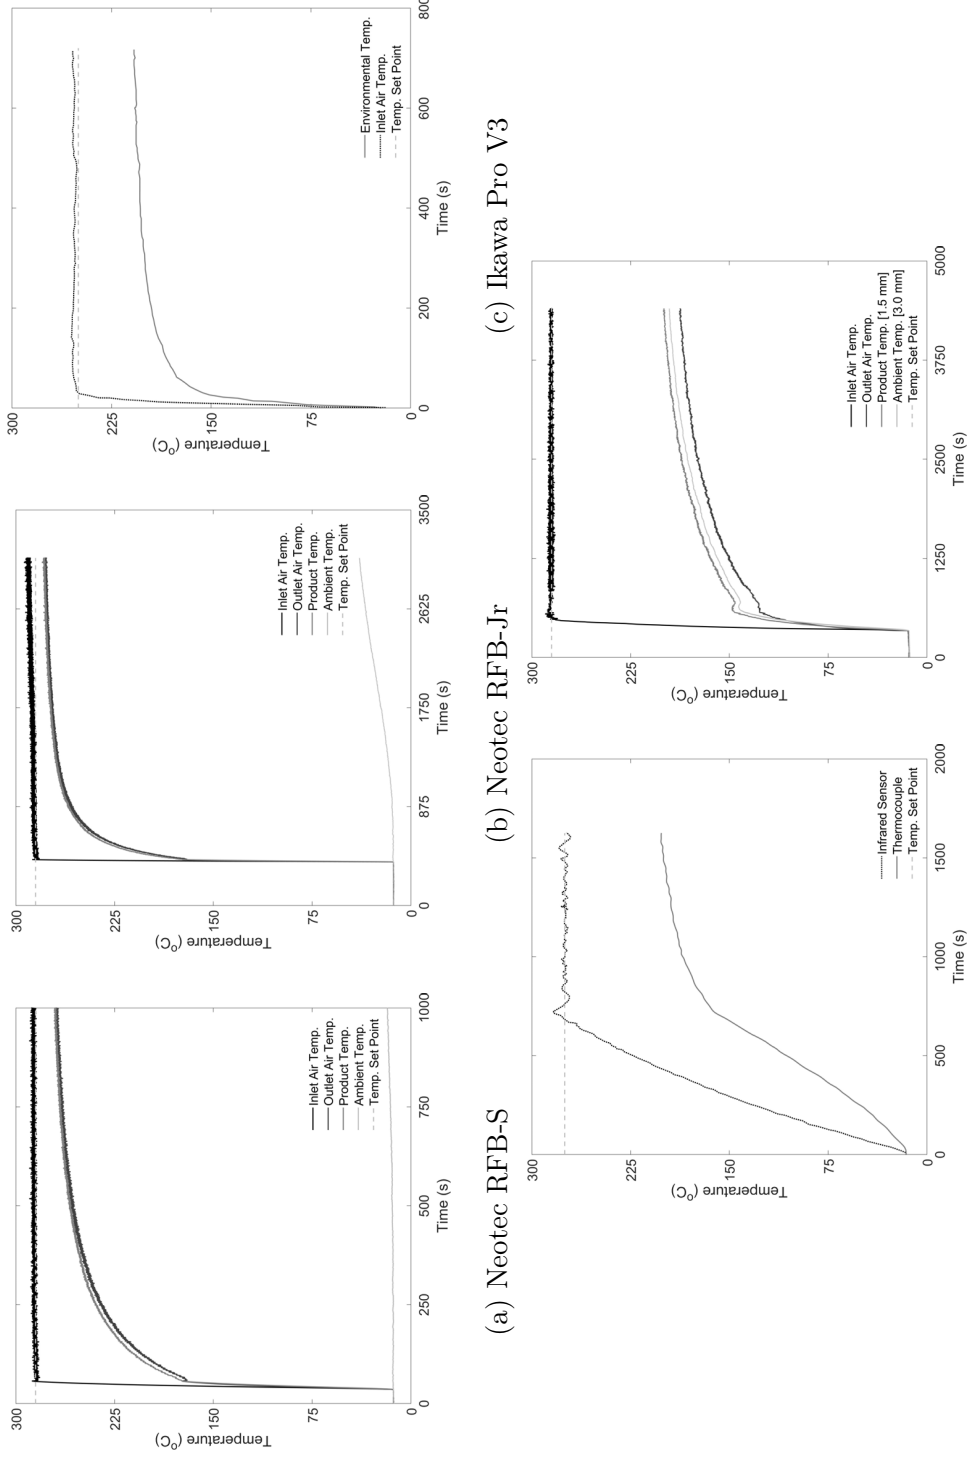 300
225
150
75
0
Temperature (°C)
0
250
500
750
1000
Time (s)
Inlet Air Temp.
Outlet Air Temp.
Product Temp.
Ambient Temp.
Temp. Set Point
(a) Neotec RFB-S
300
225
150
75
0
Temperature (°C)
0
875
1750
2625
3500
Time (s)
Inlet Air Temp.
Outlet Air Temp.
Product Temp.
Ambient Temp.
Temp. Set Point
(b) Neotec RFB-Jr
300
225
150
75
0
Temperature (°C)
0
200
400
600
800
Time (s)
Environmental Temp.
Inlet Air Temp.
Temp. Set Point
(c) Ikawa Pro V3
300
225
150
75
0
Temperature (°C)
0
500
1000
1500
2000
Time (s)
Infrared Sensor
Thermocouple
Temp. Set Point
300
225
150
75
0
Temperature (°C)
0
1250
2500
3750
5000
Time (s)
Inlet Air Temp.
Outlet Air Temp.
Product Temp. [1.5 mm]
Ambient Temp. [3.0 mm]
Temp. Set Point